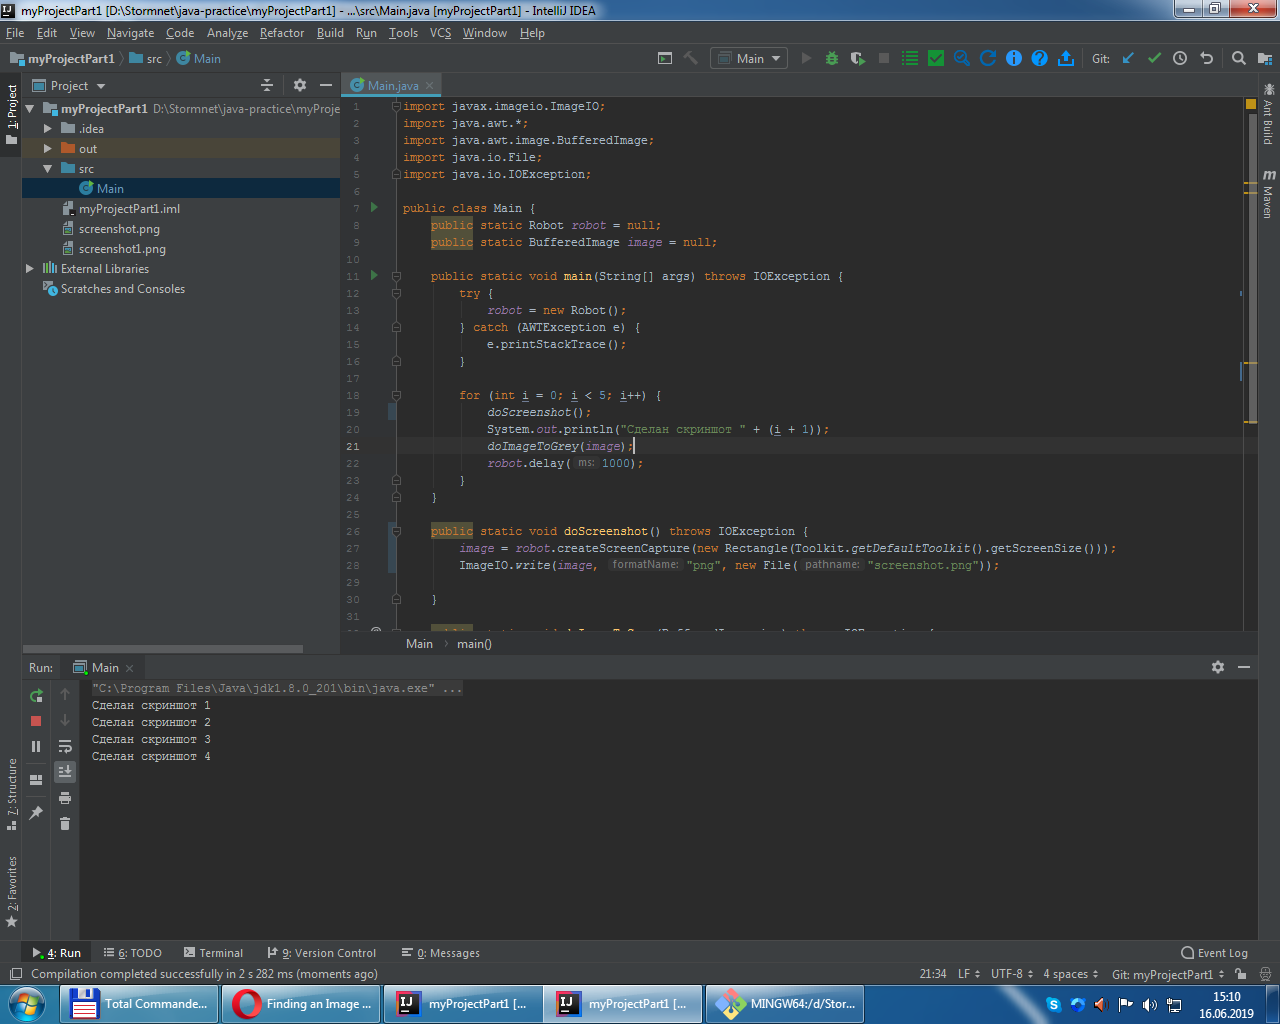 myProjectPart1 [D:\Stormnet\java-practice\myProjectPart1] - ...\src\Main.java [myProjectPart1] - IntelliJ IDEA
File Edit View Navigate Code Analyze Refactor Build Run Tools VCS Window Help
myProjectPart1 src Main Main Git:
Project Main.java
1: Project
myProjectPart1 D:\Stormnet\java-practice\myProje
.idea
out
src
Main
myProjectPart1.iml
screenshot.png
screenshot1.png
External Libraries
Scratches and Consoles
1 import javax.imageio.ImageIO;
2 import java.awt.*;
3 import java.awt.image.BufferedImage;
4 import java.io.File;
5 import java.io.IOException;
6
7 public class Main {
8 public static Robot robot = null;
9 public static BufferedImage image = null;
10
11 public static void main(String[] args) throws IOException {
12 try {
13 robot = new Robot();
14 } catch (AWTException e) {
15 e.printStackTrace();
16 }
17
18 for (int i = 0; i < 5; i++) {
19 doScreenshot();
20 System.out.println("Сделан скриншот " + (i + 1));
21 doImageToGrey(image);
22 robot.delay( ms: 1000);
23 }
24 }
25
26 public static void doScreenshot() throws IOException {
27 image = robot.createScreenCapture(new Rectangle(Toolkit.getDefaultToolkit().getScreenSize()));
28 ImageIO.write(image, formatName: "png", new File( pathname: "screenshot.png"));
29
30 }
31
Main main()
Ant Build
Maven
Run: Main
"C:\Program Files\Java\jdk1.8.0_201\bin\java.exe" ...
Сделан скриншот 1
Сделан скриншот 2
Сделан скриншот 3
Сделан скриншот 4
7: Structure
2: Favorites
4: Run 6: TODO Terminal 9: Version Control 0: Messages Event Log
Compilation completed successfully in 2 s 282 ms (moments ago) 21:34 LF UTF-8 4 spaces Git: myProjectPart1
Total Commande... Finding an Image ... myProjectPart1 [... myProjectPart1 [... MINGW64:/d/Stor...
15:10
16.06.2019